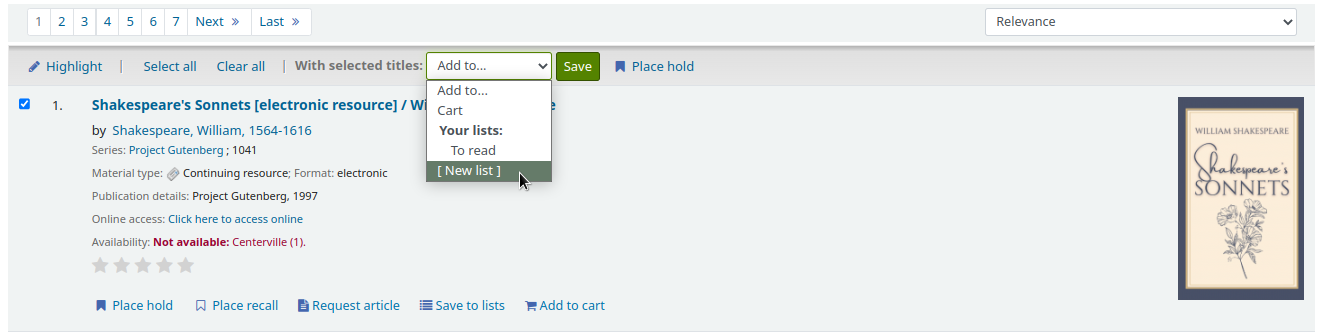 1 2 3 4 5 6 7 Next » Last » Relevance
Highlight | Select all Clear all | With selected titles: Add to... Save Place hold
Add to...
Cart
Your lists:
To read
[ New list ]
1. Shakespeare's Sonnets [electronic resource] / Wi e
by Shakespeare, William, 1564-1616
Series: Project Gutenberg ; 1041
Material type: Continuing resource; Format: electronic
Publication details: Project Gutenberg, 1997
Online access: Click here to access online
Availability: Not available: Centerville (1).
Place hold Place recall Request article Save to lists Add to cart
WILLIAM SHAKESPEARE
Shakespeare's
SONNETS